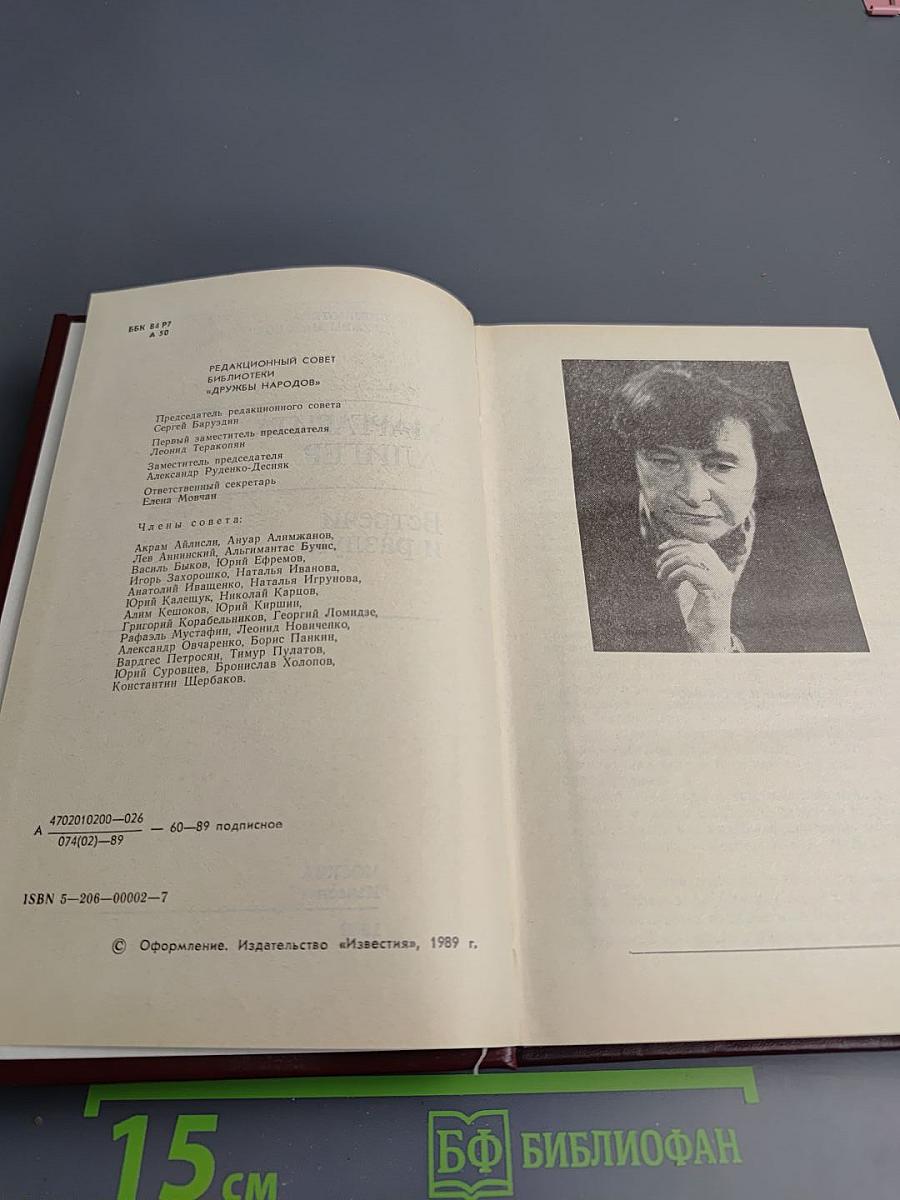 ББК 84 Р7
А 50
РЕДАКЦИОННЫЙ СОВЕТ
БИБЛИОТЕКИ
«ДРУЖБЫ НАРОДОВ»
Председатель редакционного совета
Сергей Баруздин
Первый заместитель председателя
Леонид Теракопян
Заместитель председателя
Александр Руденко-Десняк
Ответственный секретарь
Елена Мовчан
Члены совета:
Акрам Айлисли, Ануар Алимжанов,
Лев Аннинский, Альгимантас Бучис,
Василь Быков, Юрий Ефремов,
Игорь Захорошко, Наталья Иванова,
Анатолий Иващенко, Наталья Игрунова,
Юрий Калещук, Николай Карцов,
Алим Кешоков, Юрий Киршин,
Григорий Корабельников, Георгий Ломидзе,
Рафаэль Мустафин, Леонид Новиченко,
Александр Овчаренко, Борис Панкин,
Вардгес Петросян, Тимур Пулатов,
Юрий Суровцев, Бронислав Холопов,
Константин Щербаков.
А 4702010200—026
074(02)—89
— 60—89 подписное
ISBN 5—206—00002—7
© Оформление. Издательство «Известия», 1989 г.
15 см
БФ БИБЛИОФАН